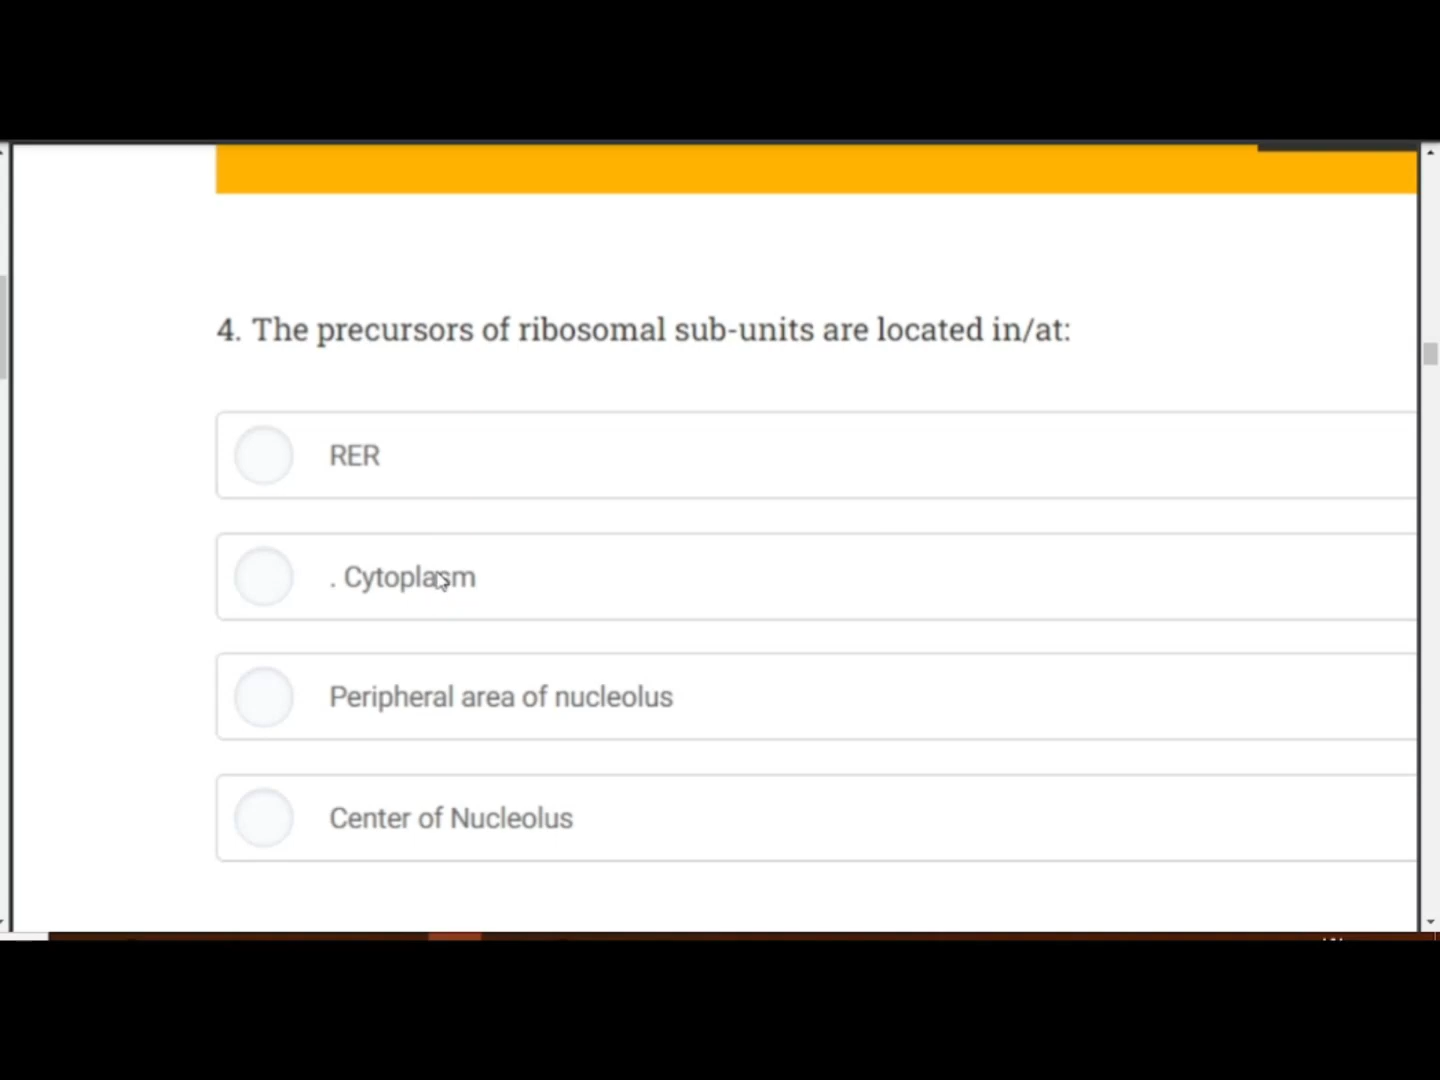 4. The precursors of ribosomal sub-units are located in/at:
RER
. Cytoplasm
Peripheral area of nucleolus
Center of Nucleolus